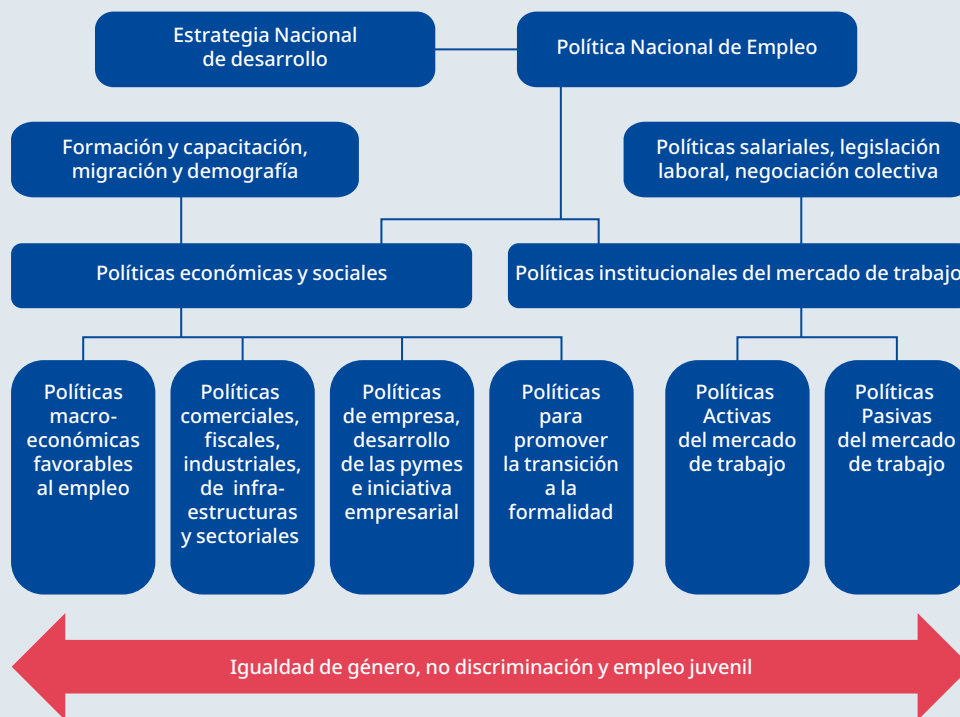 Estrategia Nacional
de desarrollo
Política Nacional de Empleo
Formación y capacitación,
migración y demografía
Políticas salariales, legislación
laboral, negociación colectiva
Políticas económicas y sociales
Políticas institucionales del mercado de trabajo
Políticas
macro-
económicas
favorables
al empleo
Políticas
comerciales,
fiscales,
industriales,
de infra-
estructuras
y sectoriales
Políticas
de empresa,
desarrollo
de las pymes
e iniciativa
empresarial
Políticas
para
promover
la transición
a la
formalidad
Políticas
Activas
del mercado
de trabajo
Políticas
Pasivas
del mercado
de trabajo
Igualdad de género, no discriminación y empleo juvenil